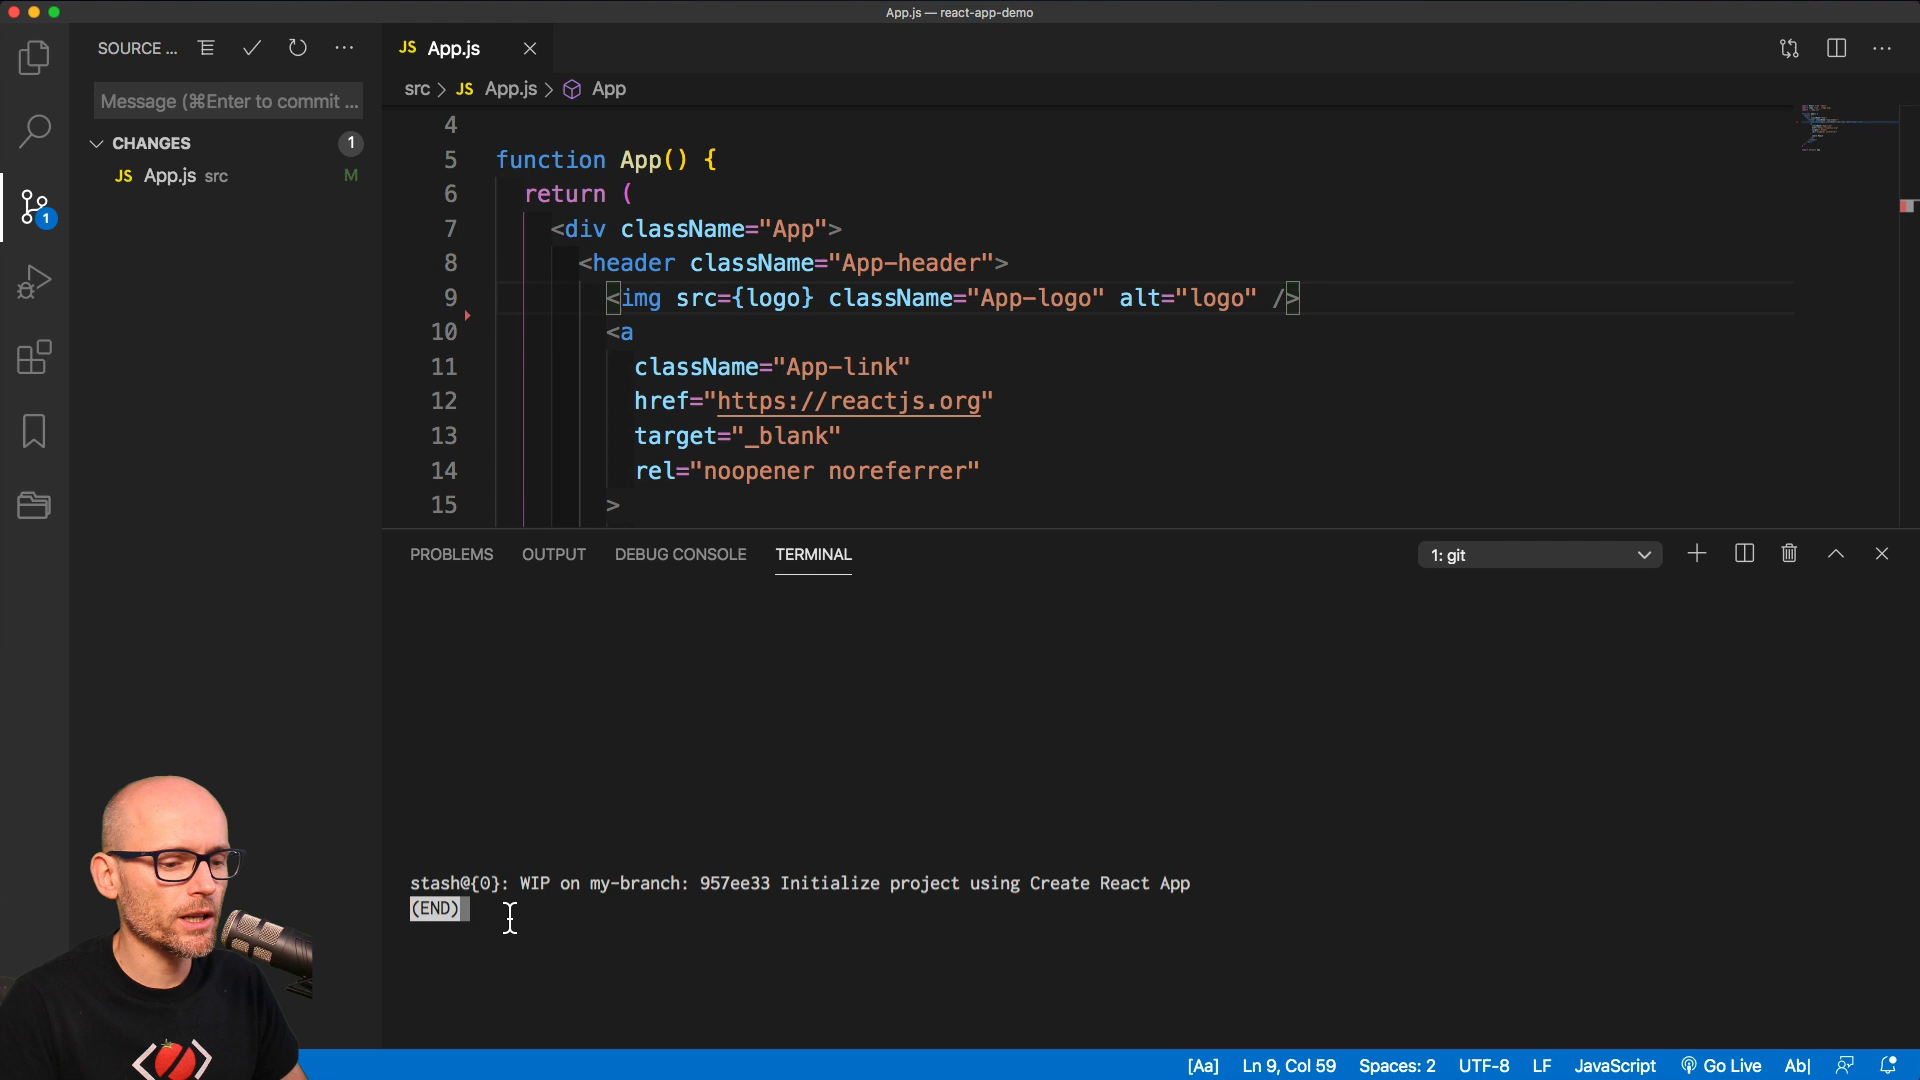 App.js — react-app-demo
SOURCE ...
JS App.js
Message (⌘Enter to commit ...
CHANGES 1
JS App.js src M
1
src > JS App.js > App
4
5 function App() {
6 return (
7 <div className="App">
8 <header className="App-header">
9 <img src={logo} className="App-logo" alt="logo" />
10 <a
11 className="App-link"
12 href="https://reactjs.org"
13 target="_blank"
14 rel="noopener noreferrer"
15 >
PROBLEMS OUTPUT DEBUG CONSOLE TERMINAL 1: git
stash@{0}: WIP on my-branch: 957ee33 Initialize project using Create React App
(END)
[Aa] Ln 9, Col 59 Spaces: 2 UTF-8 LF JavaScript Go Live Ab|